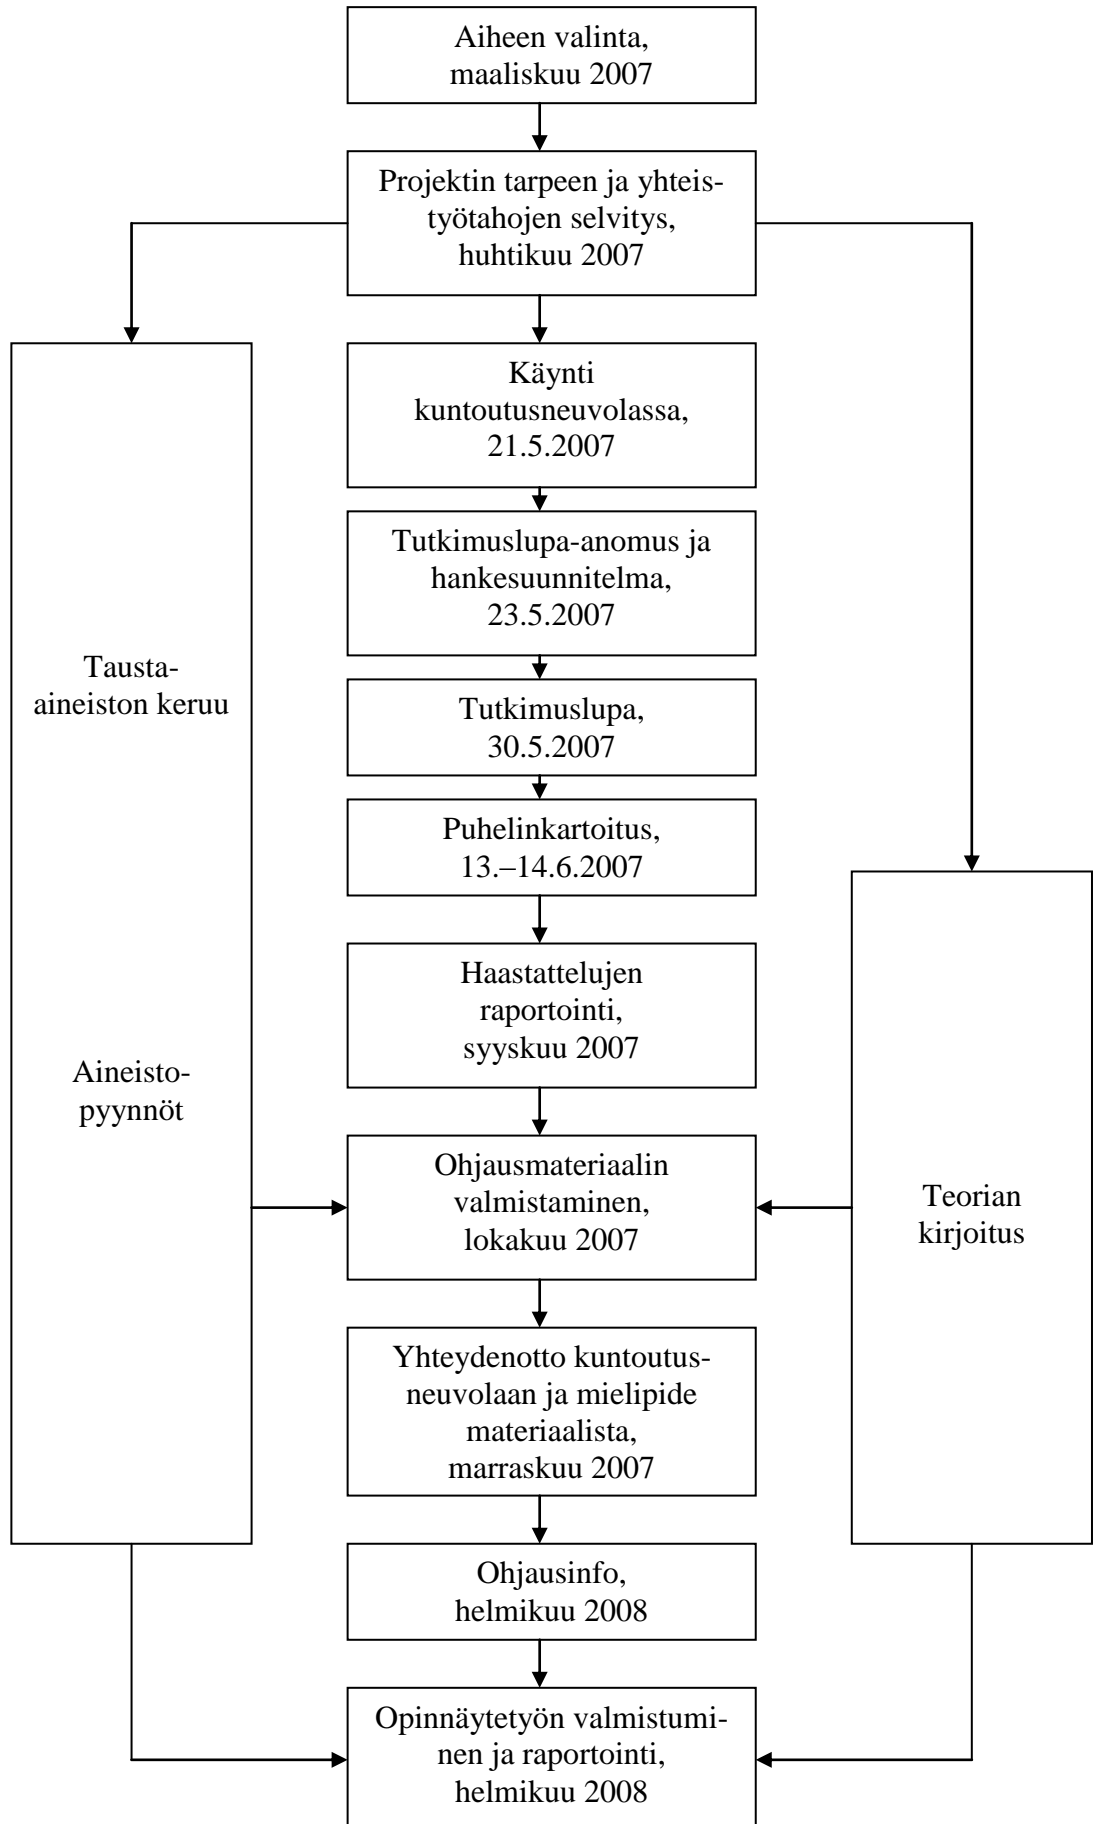 Aiheen valinta,
maaliskuu 2007
Projektin tarpeen ja yhteis-
työtahojen selvitys,
huhtikuu 2007
Käynti
kuntoutusneuvolassa,
21.5.2007
Tutkimuslupa-anomus ja
hankesuunnitelma,
23.5.2007
Tausta-
aineiston keruu
Tutkimuslupa,
30.5.2007
Puhelinkartoitus,
13.–14.6.2007
Haastattelujen
raportointi,
syyskuu 2007
Aineisto-
pyynnöt
Ohjausmateriaalin
valmistaminen,
lokakuu 2007
Teorian
kirjoitus
Yhteydenotto kuntoutus-
neuvolaan ja mielipide
materiaalista,
marraskuu 2007
Ohjausinfo,
helmikuu 2008
Opinnäytetyön valmistumi-
nen ja raportointi,
helmikuu 2008